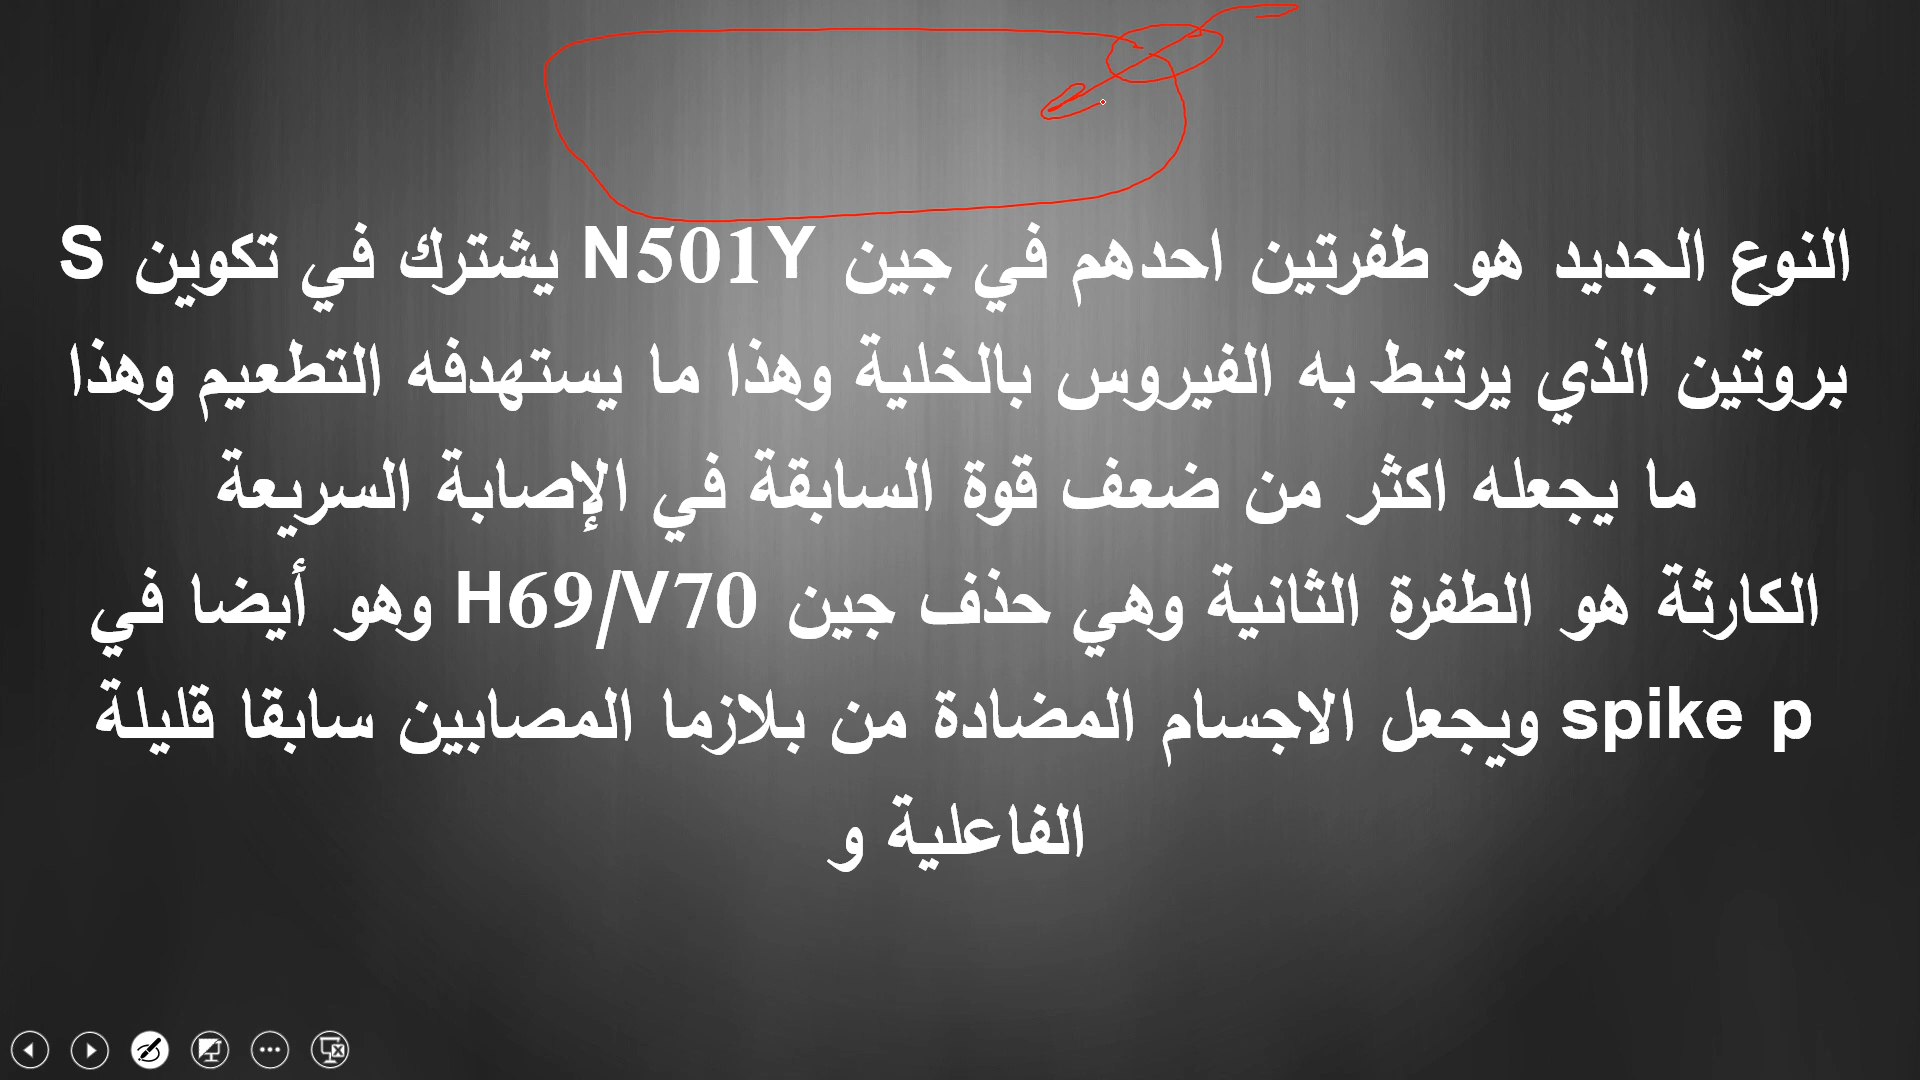 النوع الجديد هو طفرتين احدهم في جين N501Y يشترك في تكوين S
بروتين الذي يرتبط به الفيروس بالخلية وهذا ما يستهدفه التطعيم وهذا
ما يجعله اكثر من ضعف قوة السابقة في الإصابة السريعة
الكارثة هو الطفرة الثانية وهي حذف جين H69/V70 وهو أيضا في
spike p ويجعل الاجسام المضادة من بلازما المصابين سابقا قليلة
الفاعلية و